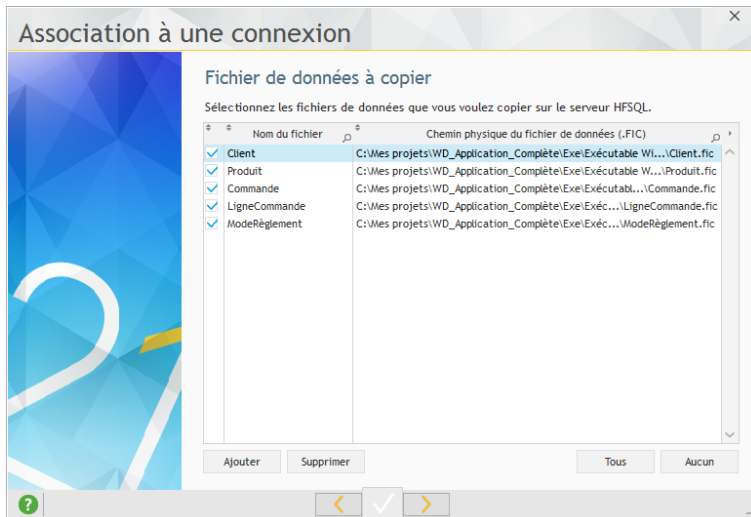 Association à une connexion
Fichier de données à copier
Sélectionnez les fichiers de données que vous voulez copier sur le serveur HFSQL.
Nom du fichier Chemin physique du fichier de données (.FIC)
Client C:\Mes projets\WD_Application_Complète\Exe\Exécutable Wi...\Client.fic
Produit C:\Mes projets\WD_Application_Complète\Exe\Exécutable W...\Produit.fic
Commande C:\Mes projets\WD_Application_Complète\Exe\Exécutabl...\Commande.fic
LigneCommande C:\Mes projets\WD_Application_Complète\Exe\Exéc...\LigneCommande.fic
ModeRèglement C:\Mes projets\WD_Application_Complète\Exe\Exéc...\ModeRèglement.fic
Ajouter Supprimer Tous Aucun
?